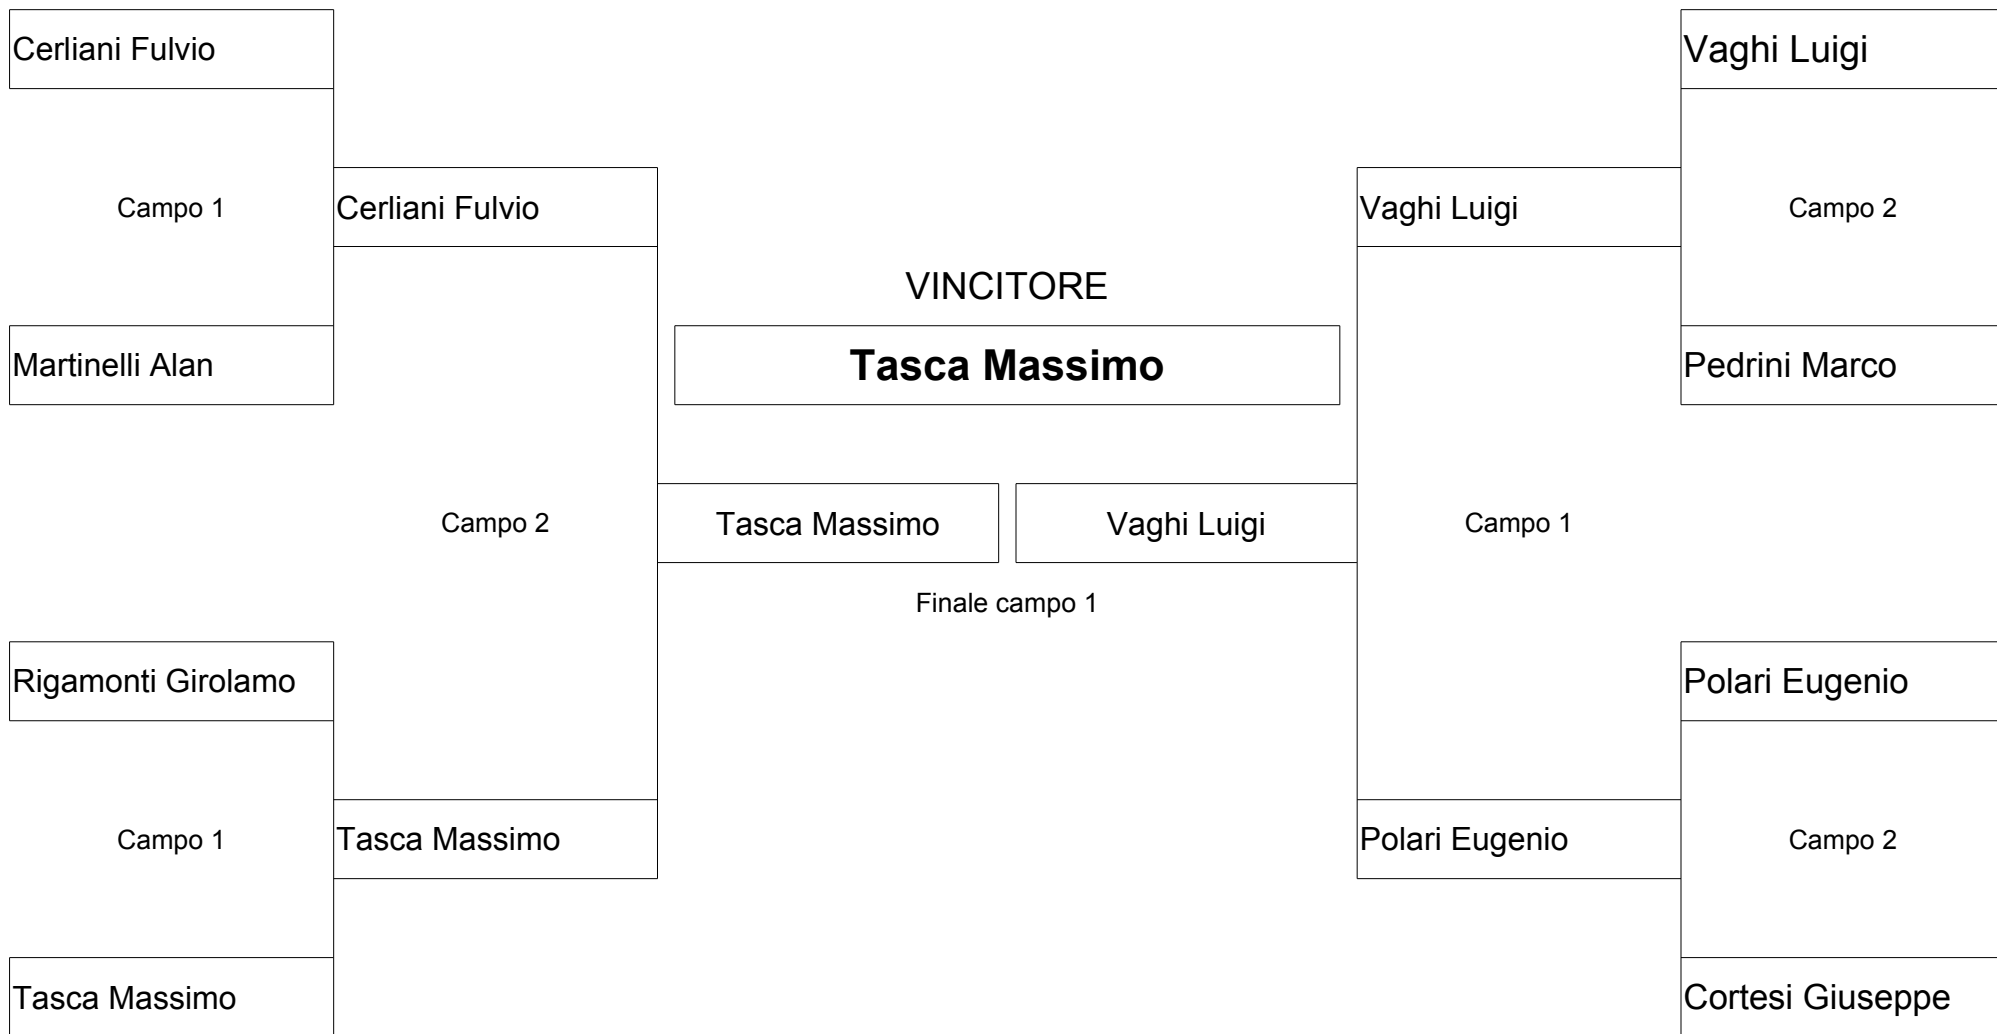 Cerliani Fulvio
Vaghi Luigi
Campo 1
Cerliani Fulvio
Vaghi Luigi
Campo 2
VINCITORE
Martinelli Alan
Tasca Massimo
Pedrini Marco
Campo 2
Tasca Massimo
Vaghi Luigi
Campo 1
Finale campo 1
Rigamonti Girolamo
Polari Eugenio
Campo 1
Tasca Massimo
Polari Eugenio
Campo 2
Tasca Massimo
Cortesi Giuseppe